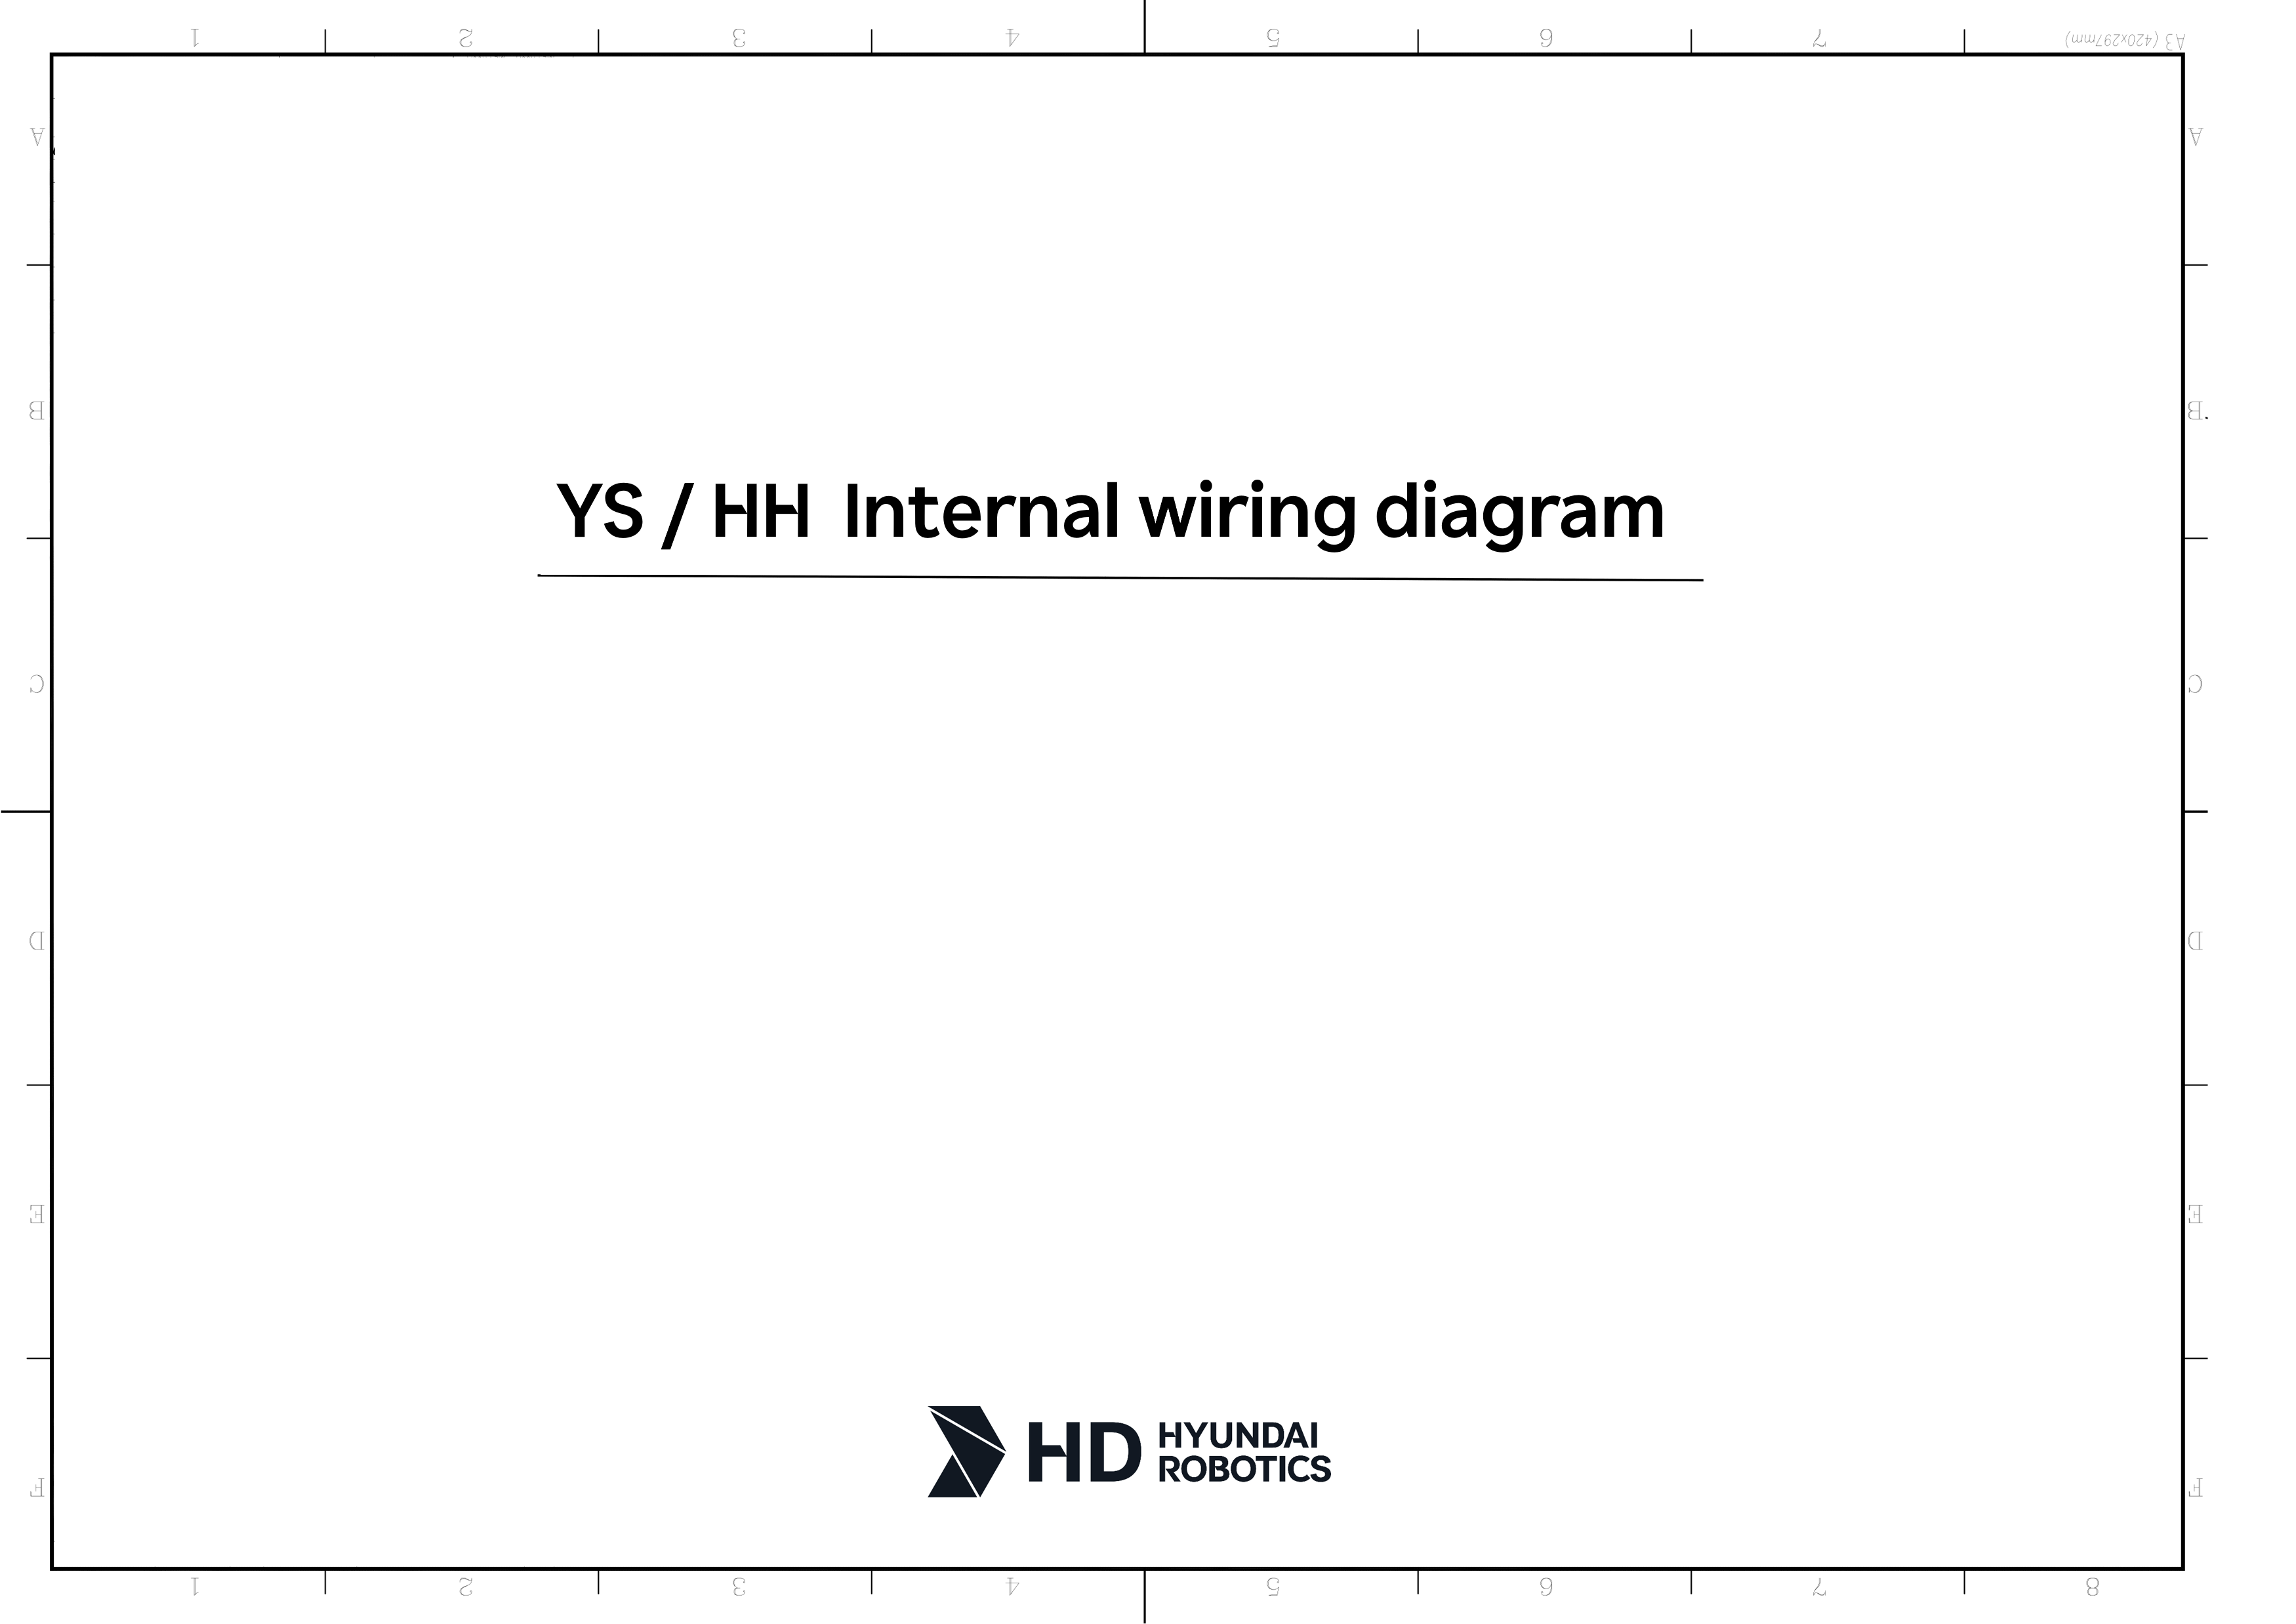 1 2 3 4 5 6 7 A3 (420x297mm)
A A
B B
YS / HH Internal wiring diagram
C C
D D
E E
HD HYUNDAI
ROBOTICS
F F
1 2 3 4 5 6 7 8